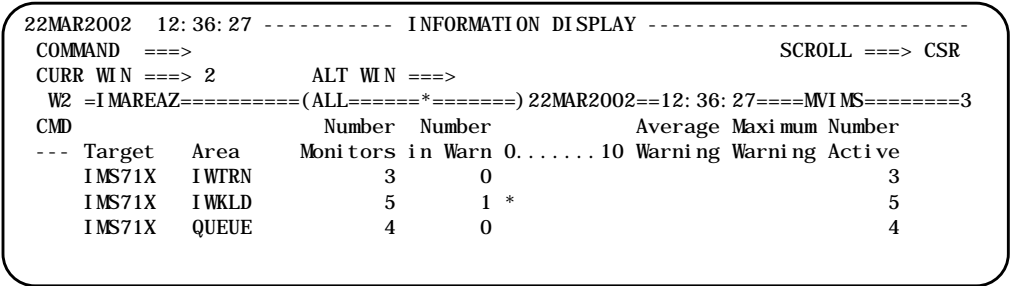 22MAR2002  12:36:27 ----------- INFORMATION DISPLAY ---------------------------
COMMAND  ===>                                                 SCROLL ===> CSR
CURR WIN ===> 2         ALT WIN ===>
W2 =IMAREAZ==========(ALL======*=======)22MAR2002==12:36:27====MVIMS========3
CMD                        Number  Number              Average Maximum Number
--- Target   Area     Monitors in Warn 0.......10 Warning Warning Active
IMS71X   IWTRN           3       0                                     3
IMS71X   IWKLD           5       1 *                                   5
IMS71X   QUEUE           4       0                                     4